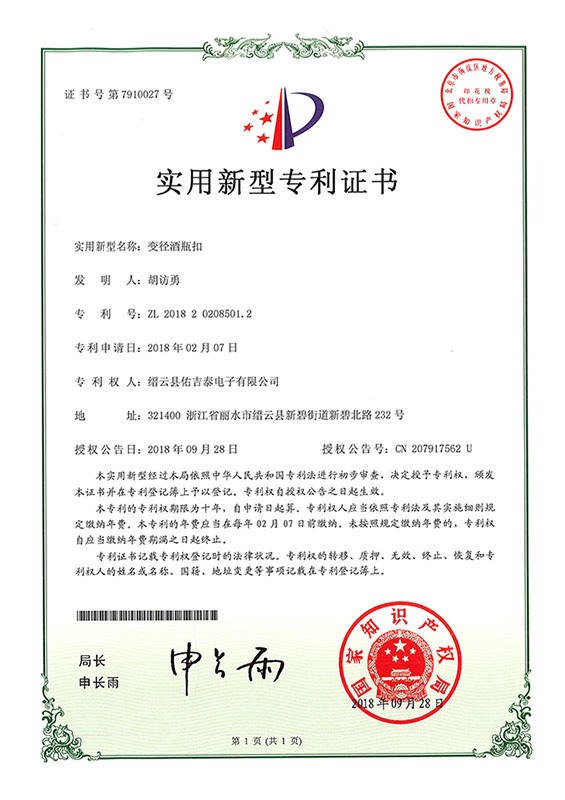 证书号第7910027号
北京市海淀区地方税务局
印花税
代扣专用章
国家知识产权局
实用新型专利证书
实用新型名称：变径酒瓶扣
发明人：胡访勇
专利号：ZL 2018 2 0208501.2
专利申请日：2018年02月07日
专利权人：缙云县佑吉泰电子有限公司
地址：321400 浙江省丽水市缙云县新碧街道新碧北路232号
授权公告日：2018年09月28日 授权公告号：CN 207917562 U
本实用新型经过本局依照中华人民共和国专利法进行初步审查，决定授予专利权，颁发
本证书并在专利登记簿上予以登记。专利权自授权公告之日起生效。
本专利的专利权期限为十年，自申请日起算。专利权人应当依照专利法及其实施细则规
定缴纳年费。本专利的年费应当在每年02月07日前缴纳。未按照规定缴纳年费的，专利权
自应当缴纳年费期满之日起终止。
专利证书记载专利权登记时的法律状况。专利权的转移、质押、无效、终止、恢复和专
利权人的姓名或名称、国籍、地址变更等事项记载在专利登记簿上。
局长
申长雨
申长雨
国家知识产权局
2018年09月28日
第1页（共1页）